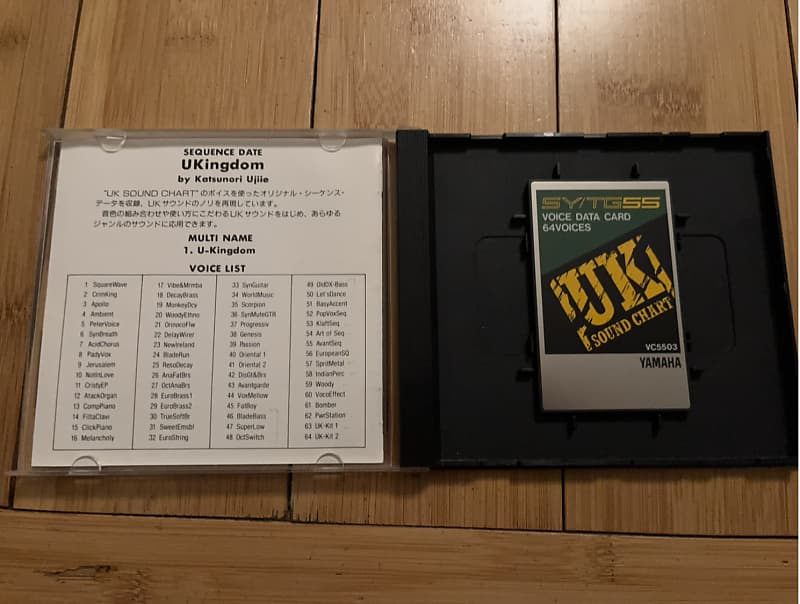 SEQUENCE DATE
UKingdom
by Katsunori Ujiie
"UK SOUND CHART"のボイスを使ったオリジナル・シーケンス・
データを収録、UKサウンドのノリを再現しています。
音色の組み合わせや使い方にこだわるUKサウンドをはじめ、あらゆる
ジャンルのサウンドに応用できます。
MULTI NAME
1. U-Kingdom
VOICE LIST
1 SquareWave
2 CrimKing
3 Apollo
4 Ambient
5 PeterVoice
6 SynBreath
7 AcidChorus
8 PadyVox
9 Jerusalem
10 NotInLove
11 CristyEP
12 AtackOrgan
13 CompPiano
14 FiltaClavi
15 ClickPiano
16 Melancholy
17 Vibe&Mrmba
18 DecayBrass
19 MonkeyDcy
20 WoodyEthno
21 OrinocoFlw
22 DelayWirer
23 NewIreland
24 BladeRun
25 ResoDecay
26 AnaFatBrs
27 OctAnaBrs
28 EuroBrass1
29 EuroBrass2
30 TrueSoftBr
31 SweetEmsbl
32 EuroString
33 SynGuitar
34 WorldMusic
35 Scorpion
36 SynMuteGTR
37 Progressiv
38 Genesis
39 Passion
40 Oriental 1
41 Oriental 2
42 DisGt&Brs
43 Avantgarde
44 VoxMellow
45 FatBoy
46 BladeBass
47 SuperLow
48 OctSwitch
49 OldDX-Bass
50 Let'sDance
51 BasyAccent
52 PopVoxSeq
53 KlaftSeq
54 Art of Seq
55 AvantSeq
56 EuropeanSQ
57 SpritMetal
58 IndianPerc
59 Woody
60 VocoEffect
61 Bomber
62 PwrStation
63 UK-Kit 1
64 UK-Kit 2
SY/TG55
VOICE DATA CARD
64VOICES
UK
SOUND CHART
VC5503
YAMAHA